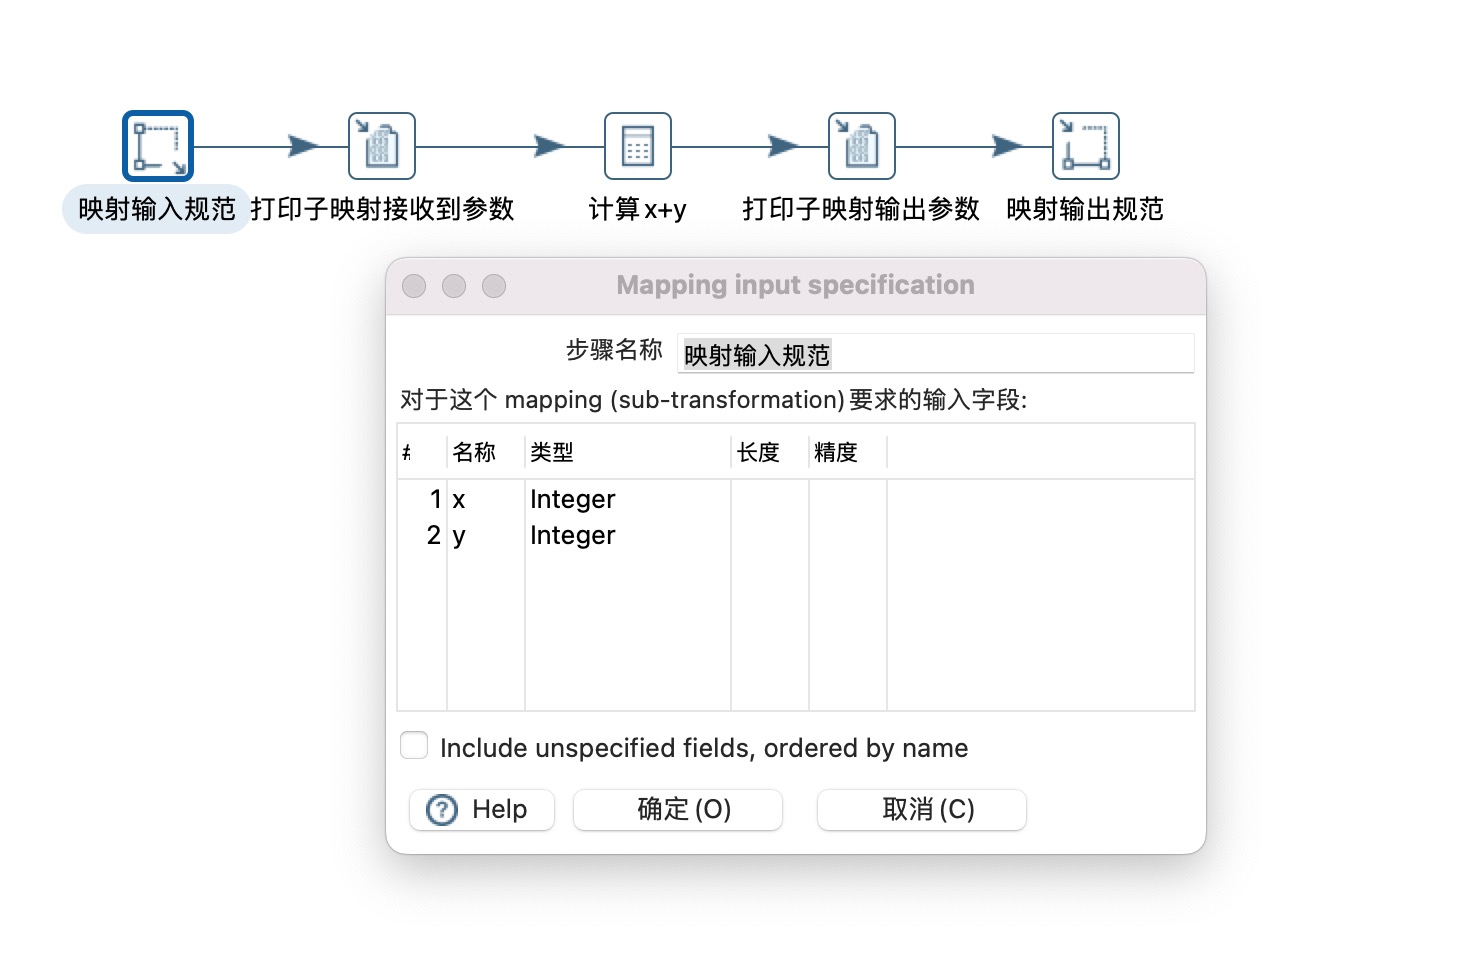 映射输入规范 打印子映射接收到参数 计算x+y 打印子映射输出参数 映射输出规范
Mapping input specification
步骤名称 映射输入规范
对于这个 mapping (sub-transformation) 要求的输入字段:
# 名称 类型 长度 精度
1 x Integer
2 y Integer
Include unspecified fields, ordered by name
? Help 确定(O) 取消(C)